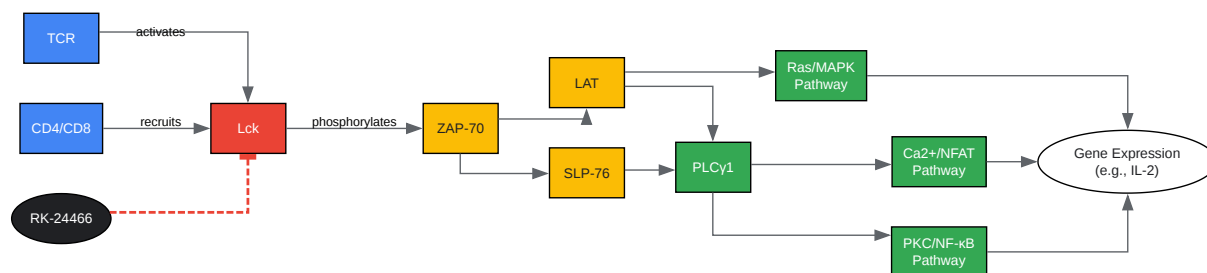 TCR
activates
CD4/CD8
recruits
Lck
phosphorylates
RK-24466
ZAP-70
LAT
SLP-76
PLCγ1
Ras/MAPK
Pathway
Ca2+/NFAT
Pathway
PKC/NF-κB
Pathway
Gene Expression
(e.g., IL-2)